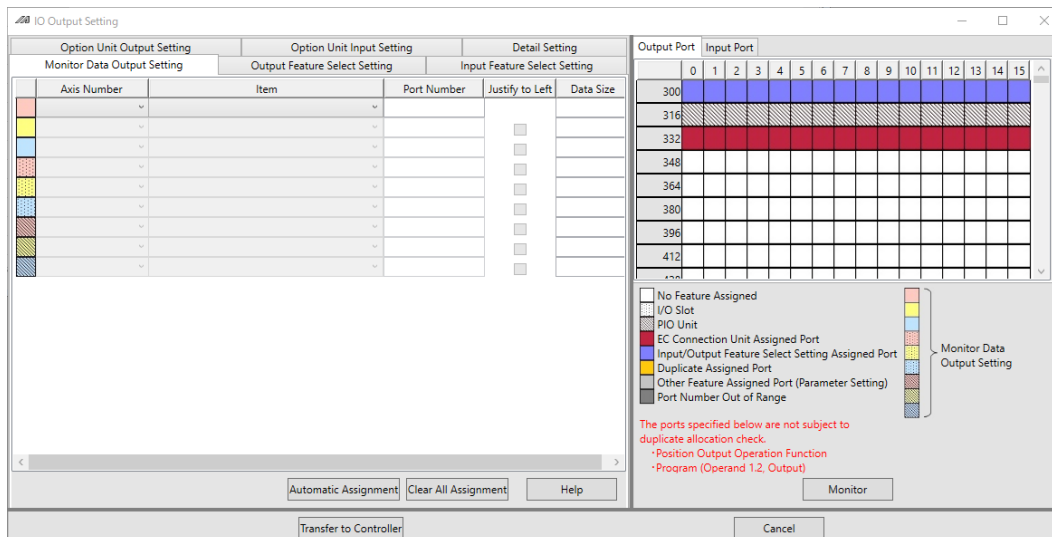 IO Output Setting
Option Unit Output Setting
Option Unit Input Setting
Detail Setting
Monitor Data Output Setting
Output Feature Select Setting
Input Feature Select Setting
Axis Number
Item
Port Number
Justify to Left
Data Size
Automatic Assignment
Clear All Assignment
Help
Output Port
Input Port
0 1 2 3 4 5 6 7 8 9 10 11 12 13 14 15
300
316
332
348
364
380
396
412
No Feature Assigned
I/O Slot
PIO Unit
EC Connection Unit Assigned Port
Input/Output Feature Select Setting Assigned Port
Duplicate Assigned Port
Other Feature Assigned Port (Parameter Setting)
Port Number Out of Range
Monitor Data
Output Setting
The ports specified below are not subject to
duplicate allocation check.
・Position Output Operation Function
・Program (Operand 1.2, Output)
Monitor
Transfer to Controller
Cancel